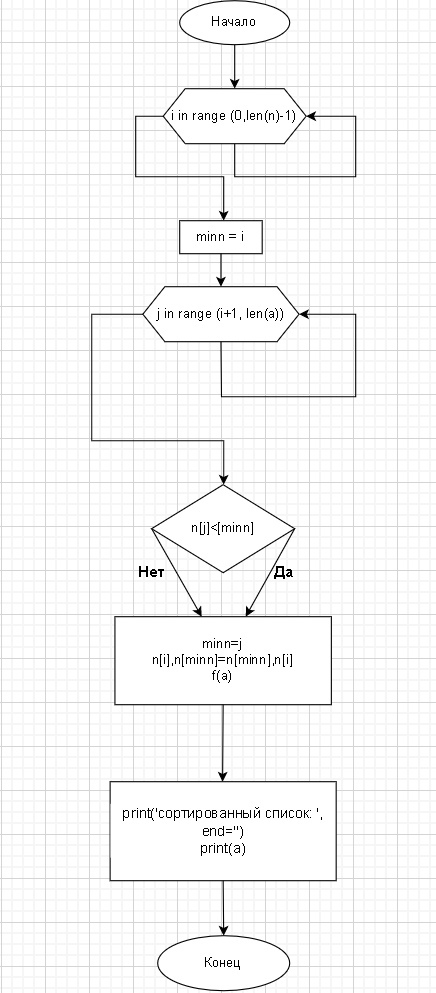 Начало
i in range (0,len(n)-1)
minn = i
j in range (i+1, len(a))
n[j]<[minn]
Нет
Да
minn=j
n[i],n[minn]=n[minn],n[i]
f(a)
print('сортированный список: ',
end='')
print(a)
Конец